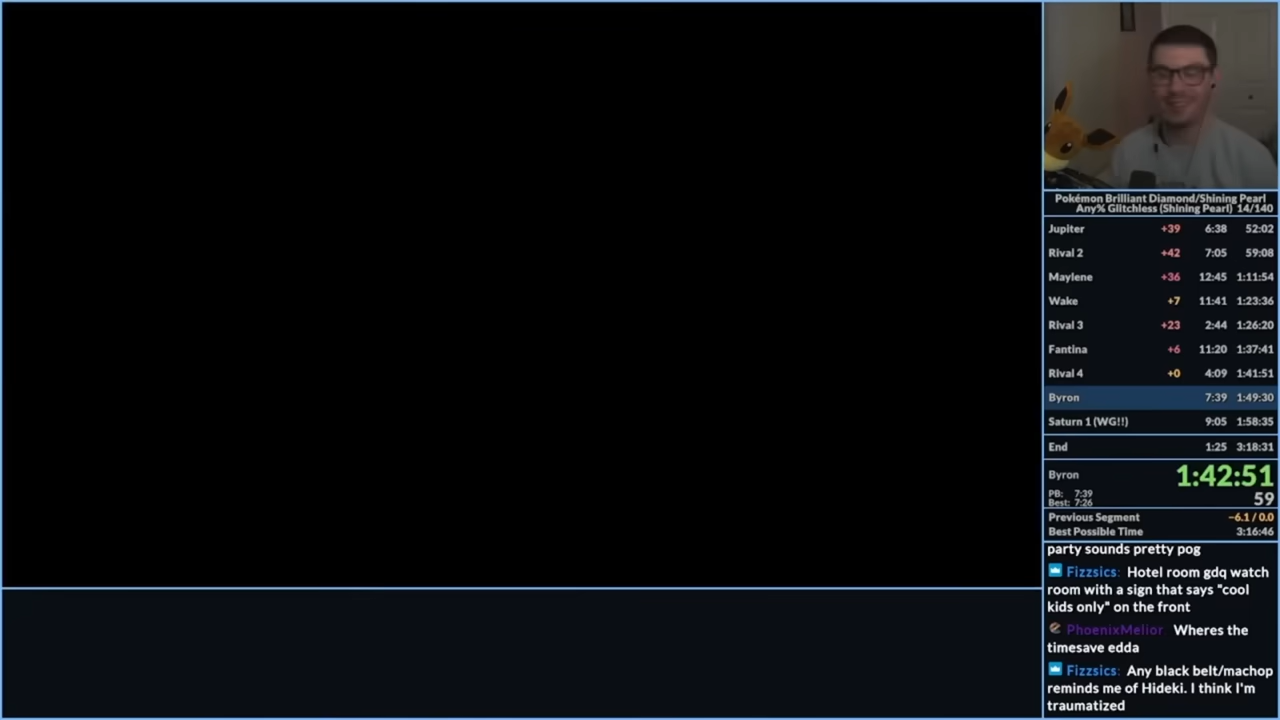 Pokémon Brilliant Diamond/Shining Pearl
Any% Glitchless (Shining Pearl) 14/140
Jupiter +39 6:38 52:02
Rival 2 +42 7:05 59:08
Maylene +36 12:45 1:11:54
Wake +7 11:41 1:23:36
Rival 3 +23 2:44 1:26:20
Fantina +6 11:20 1:37:41
Rival 4 +0 4:09 1:41:51
Byron 7:39 1:49:30
Saturn 1 (WG!!) 9:05 1:58:35
End 1:25 3:18:31
Byron 1:42:51
PB: 7:39
Best: 7:26
59
Previous Segment -6.1 / 0.0
Best Possible Time 3:16:46
party sounds pretty pog
Fizzsics: Hotel room gdq watch
room with a sign that says "cool
kids only" on the front
PhoenixMelior: Wheres the
timesave edda
Fizzsics: Any black belt/machop
reminds me of Hideki. I think I'm
traumatized